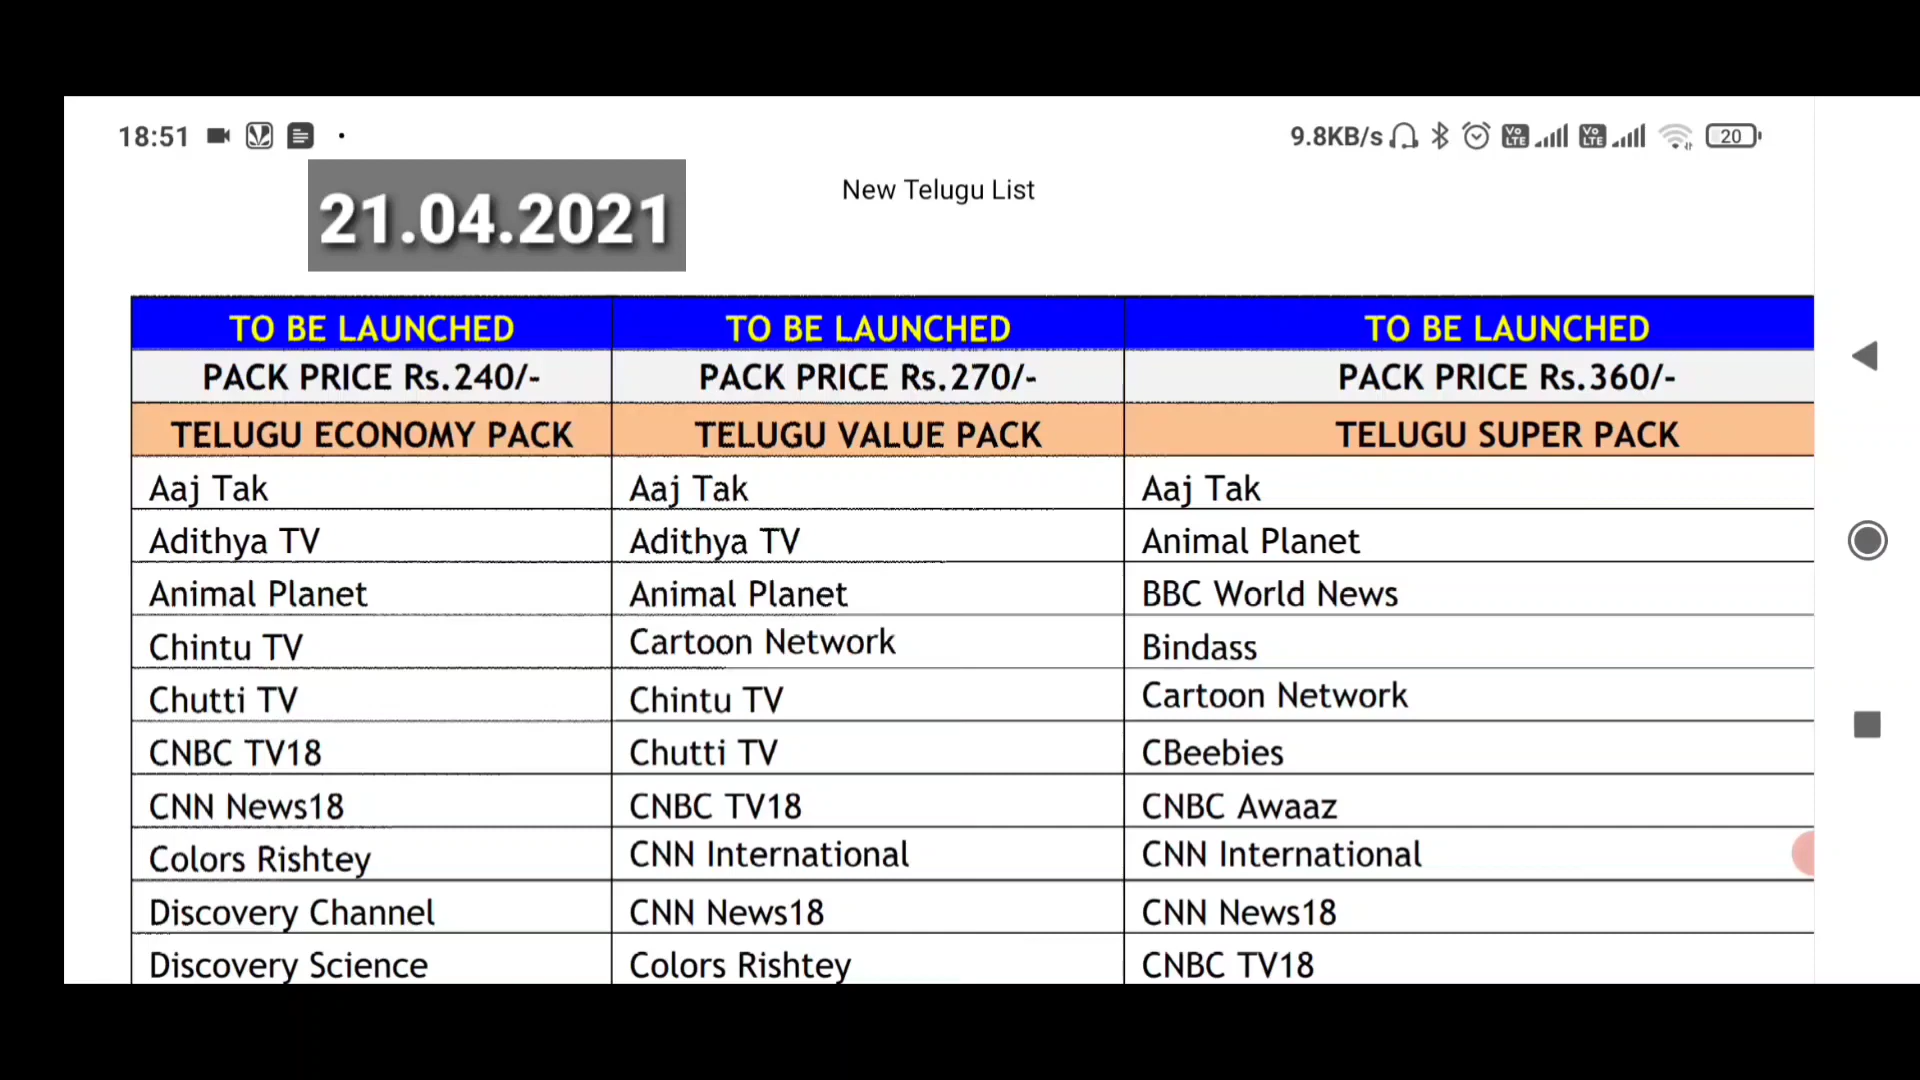 18:51
9.8KB/s Vo LTE Vo LTE 20
New Telugu List
21.04.2021
TO BE LAUNCHED TO BE LAUNCHED TO BE LAUNCHED
PACK PRICE Rs.240/- PACK PRICE Rs.270/- PACK PRICE Rs.360/-
TELUGU ECONOMY PACK TELUGU VALUE PACK TELUGU SUPER PACK
Aaj Tak Aaj Tak Aaj Tak
Adithya TV Adithya TV Animal Planet
Animal Planet Animal Planet BBC World News
Chintu TV Cartoon Network Bindass
Chutti TV Chintu TV Cartoon Network
CNBC TV18 Chutti TV CBeebies
CNN News18 CNBC TV18 CNBC Awaaz
Colors Rishtey CNN International CNN International
Discovery Channel CNN News18 CNN News18
Discovery Science Colors Rishtey CNBC TV18